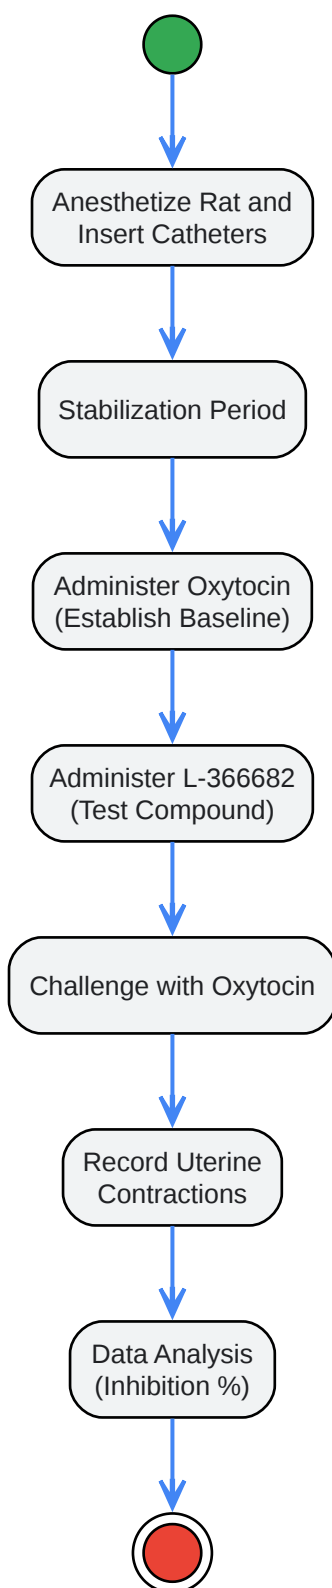 Anesthetize Rat and
Insert Catheters
Stabilization Period
Administer Oxytocin
(Establish Baseline)
Administer L-366682
(Test Compound)
Challenge with Oxytocin
Record Uterine
Contractions
Data Analysis
(Inhibition %)